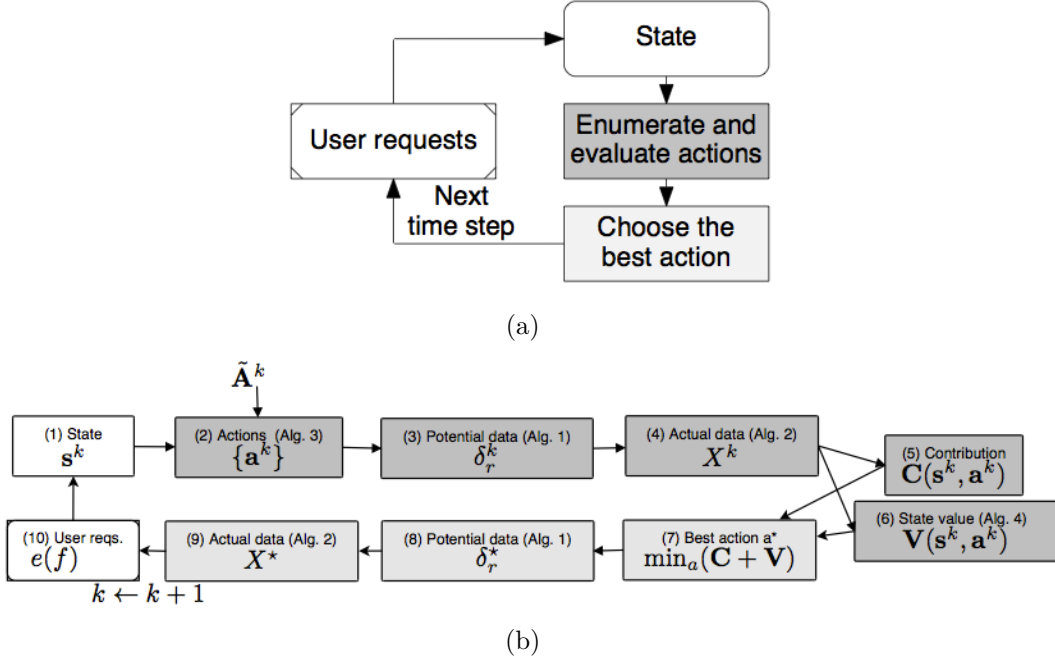 State
User requests
Enumerate and
evaluate actions
Next
time step
Choose the
best action
(a)
Ã^k
(1) State
s^k
(2) Actions (Alg. 3)
{a^k}
(3) Potential data (Alg. 1)
δ_r^k
(4) Actual data (Alg. 2)
X^k
(5) Contribution
C(s^k, a^k)
(6) State value (Alg. 4)
V(s^k, a^k)
(7) Best action a*
min_a(C + V)
(8) Potential data (Alg. 1)
δ_r^⋆
(9) Actual data (Alg. 2)
X^⋆
(10) User reqs.
e(f)
k ← k + 1
(b)